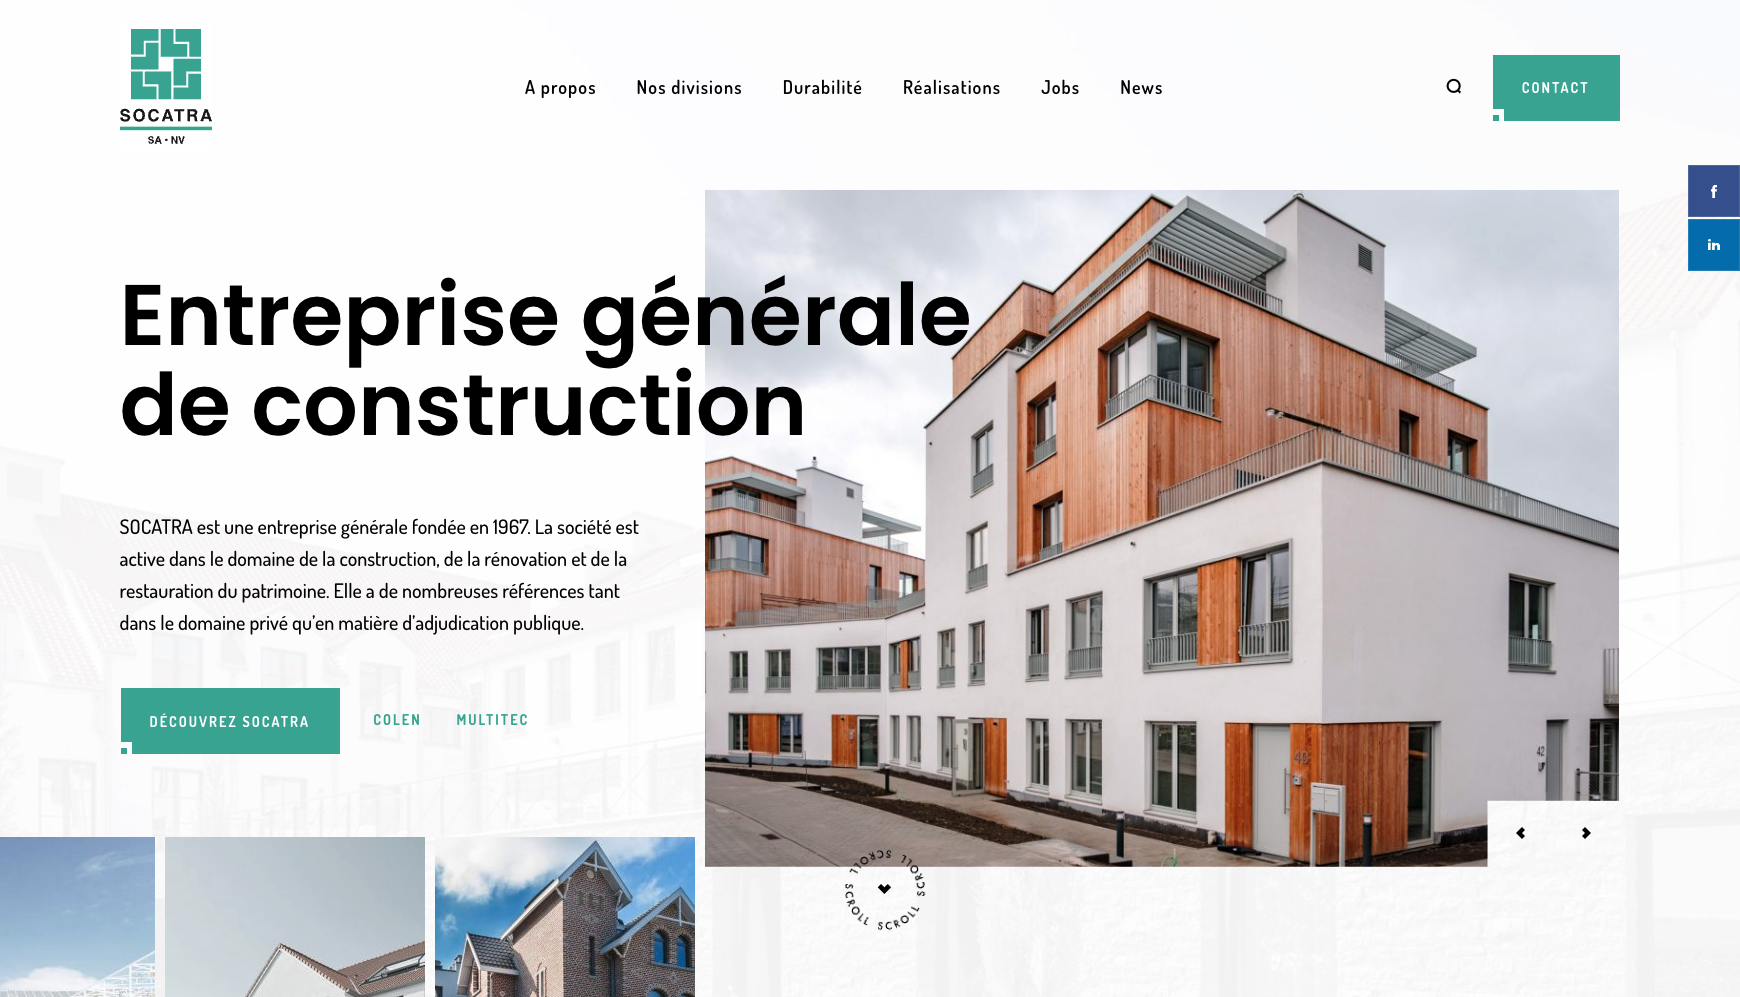 SOCATRA
SA • NV
A propos
Nos divisions
Durabilité
Réalisations
Jobs
News
CONTACT
f
in
Entreprise générale
de construction
SOCATRA est une entreprise générale fondée en 1967. La société est
active dans le domaine de la construction, de la rénovation et de la
restauration du patrimoine. Elle a de nombreuses références tant
dans le domaine privé qu’en matière d’adjudication publique.
DÉCOUVREZ SOCATRA
COLEN
MULTITEC
40
42
SCROLL SCROLL SCROLL SCROLL